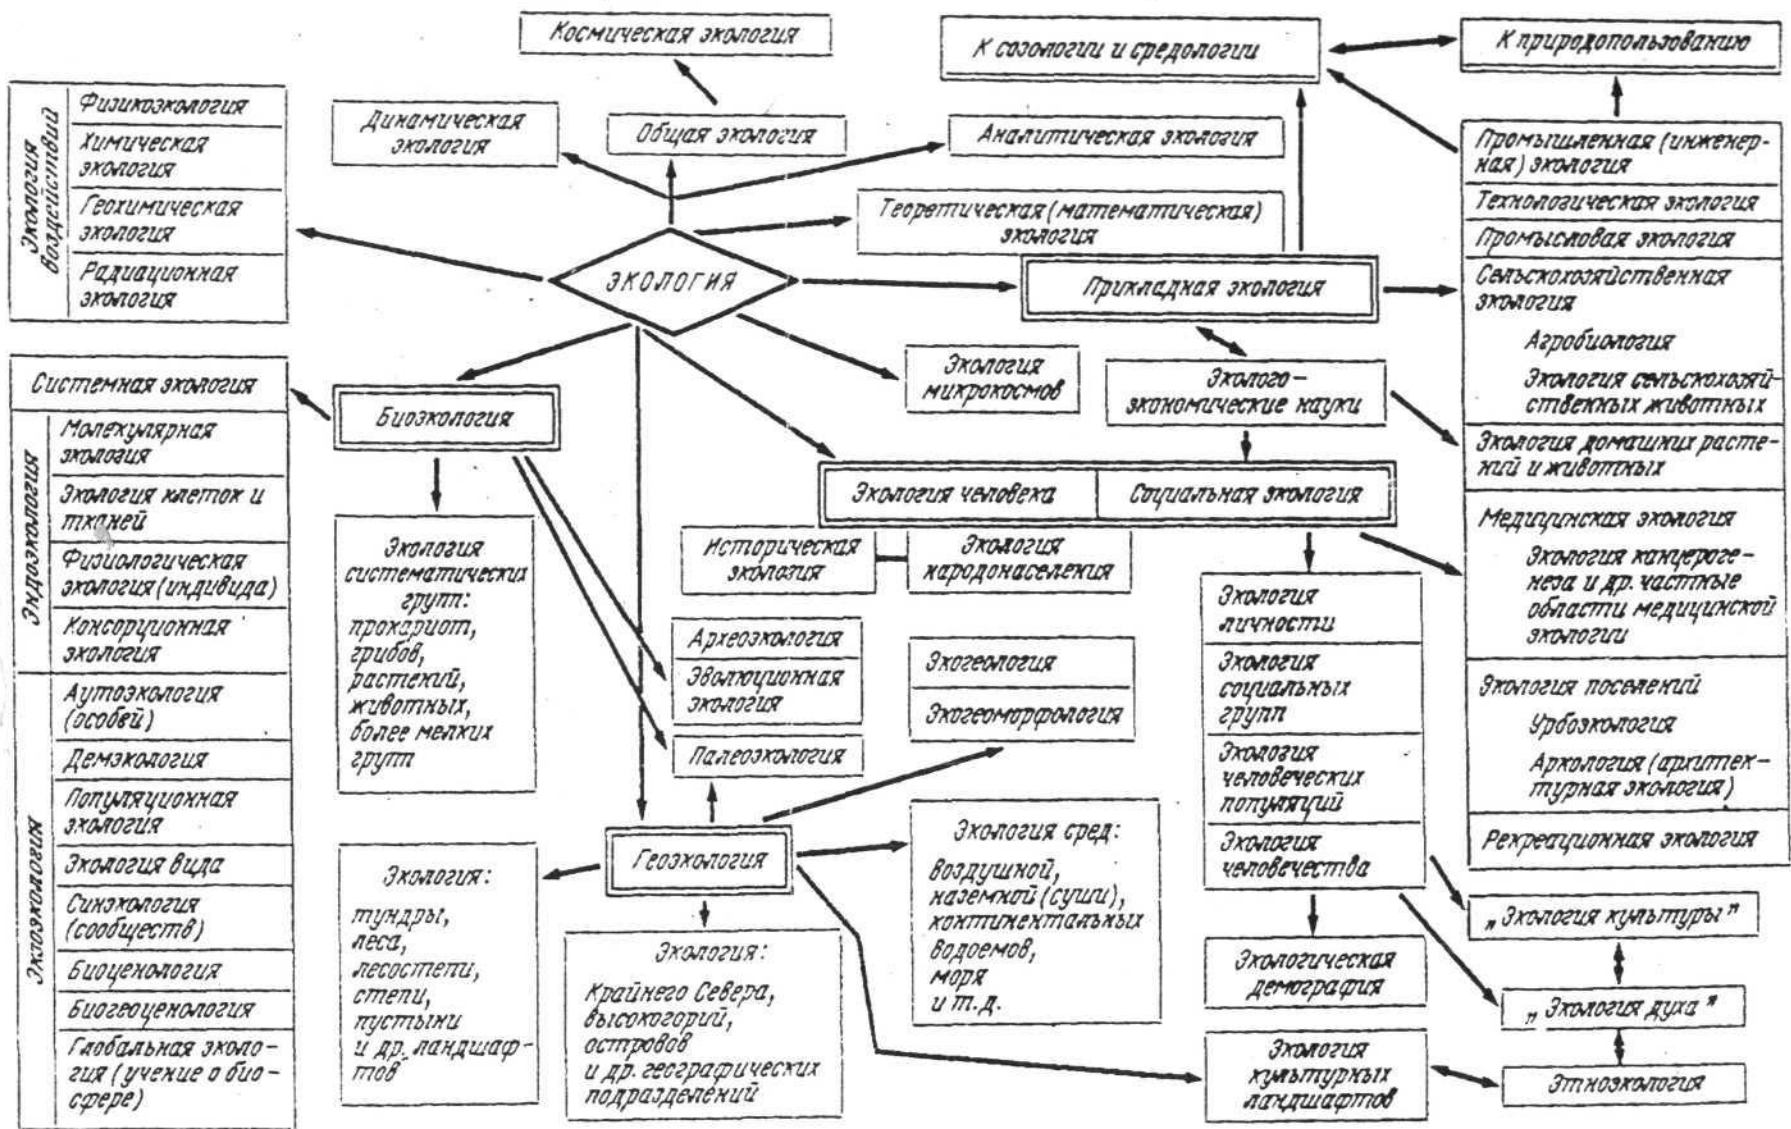 Космическая экология
К созологии и средологии
К природопользованию
Экология
воздействий
Физикоэкология
Химическая
экология
Геохимическая
экология
Радиационная
экология
Динамическая
экология
Общая экология
Аналитическая экология
Теоретическая (математическая)
экология
ЭКОЛОГИЯ
Прикладная экология
Промышленная (инженер-
ная) экология
Технологическая экология
Промысловая экология
Сельскохозяйственная
экология
Агробиология
Экология сельскохозяй-
ственных животных
Экология домашних расте-
ний и животных
Медицинская экология
Экология канцероге-
неза и др. частные
области медицинской
экологии
Экология поселений
Урбоэкология
Аркология (архитек-
турная экология)
Рекреационная экология
Системная экология
Эндоэкология
Молекулярная
экология
Экология клеток и
тканей
Физиологическая
экология (индивида)
Консорционная
экология
Экзоэкология
Аутоэкология
(особей)
Демэкология
Популяционная
экология
Экология вида
Синэкология
(сообществ)
Биоценология
Биогеоценология
Глобальная эколо-
гия (учение о био-
сфере)
Биоэкология
Экология
микрокосмов
Эколого-
экономические науки
Экология человека
Социальная экология
Экология
систематических
групп:
прокариот,
грибов,
растений,
животных,
более мелких
групп
Историческая
экология
Экология
народонаселения
Археоэкология
Эволюционная
экология
Палеоэкология
Экогеология
Экогеоморфология
Экология
личности
Экология
социальных
групп
Экология
человеческих
популяций
Экология
человечества
Геоэкология
Экология:
тундры,
леса,
лесостепи,
степи,
пустыни
и др. ландшаф-
тов
Экология:
Крайнего Севера,
высокогорий,
островов
и др. географических
подразделений
Экология сред:
воздушной,
наземной (суши),
континентальных
водоемов,
моря
и т.д.
Экологическая
демография
Экология
культурных
ландшафтов
„Экология культуры”
„Экология духа”
Этноэкология